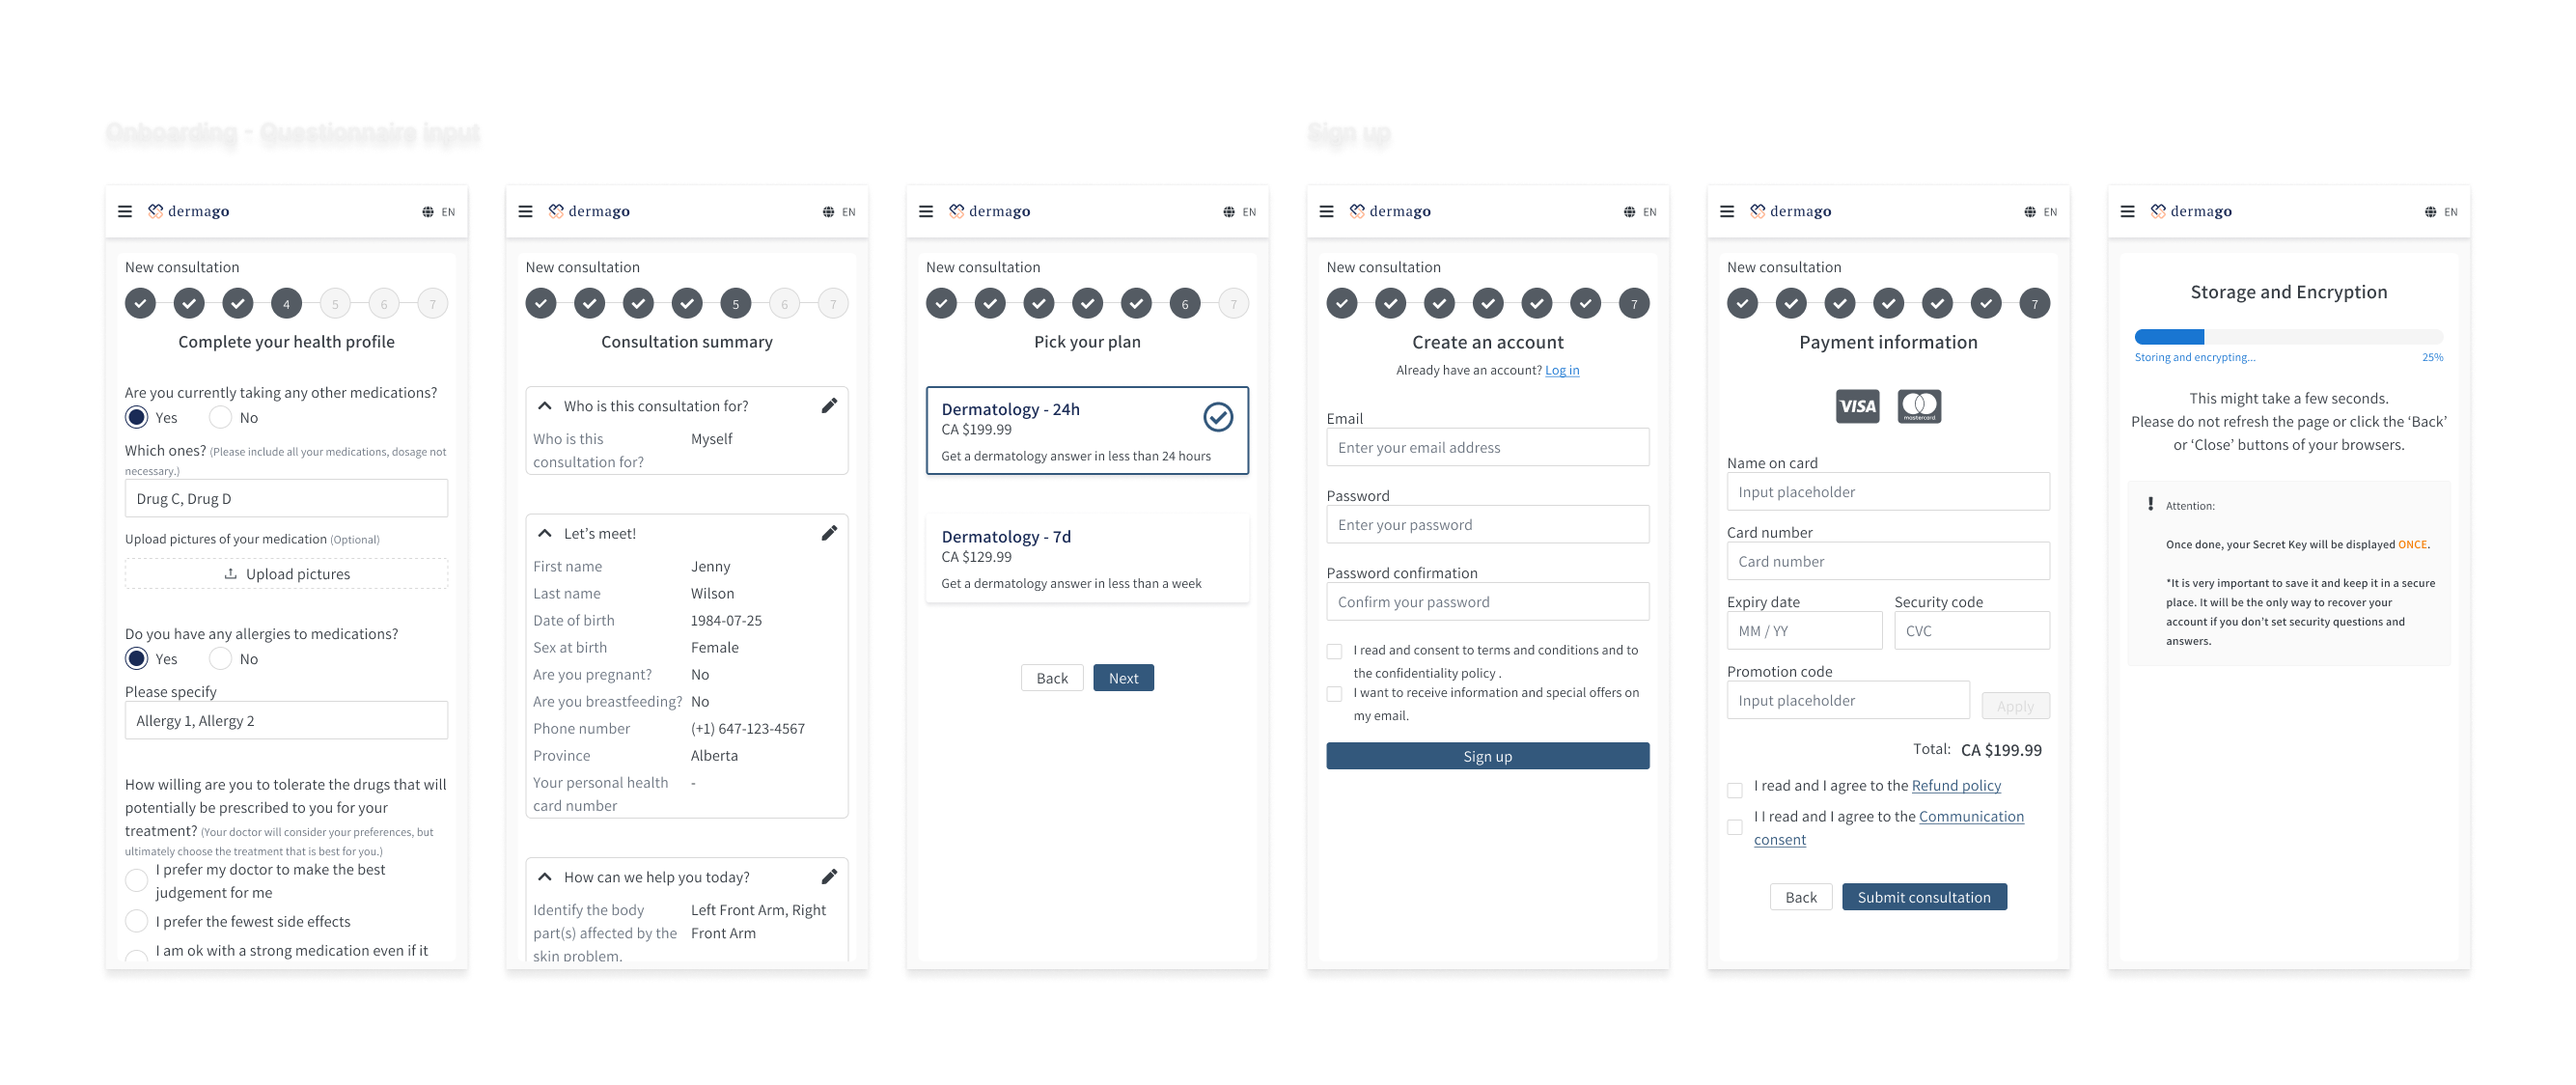 Onboarding - Questionnaire input
dermago
EN
New consultation
4
5
6
7
Complete your health profile
Are you currently taking any other medications?
Yes
No
Which ones? (Please include all your medications, dosage not
necessary.)
Drug C, Drug D
Upload pictures of your medication (Optional)
Upload pictures
Do you have any allergies to medications?
Yes
No
Please specify
Allergy 1, Allergy 2
How willing are you to tolerate the drugs that will
potentially be prescribed to you for your
treatment? (Your doctor will consider your preferences, but
ultimately choose the treatment that is best for you.)
I prefer my doctor to make the best
judgement for me
I prefer the fewest side effects
I am ok with a strong medication even if it
dermago
EN
New consultation
5
6
7
Consultation summary
Who is this consultation for?
Who is this
consultation for?
Myself
Let's meet!
First name
Jenny
Last name
Wilson
Date of birth
1984-07-25
Sex at birth
Female
Are you pregnant?
No
Are you breastfeeding?
No
Phone number
(+1) 647-123-4567
Province
Alberta
Your personal health
card number
-
How can we help you today?
Identify the body
part(s) affected by the
skin problem.
Left Front Arm, Right
Front Arm
dermago
EN
New consultation
6
7
Pick your plan
Dermatology - 24h
CA $199.99
Get a dermatology answer in less than 24 hours
Dermatology - 7d
CA $129.99
Get a dermatology answer in less than a week
Back
Next
Sign up
dermago
EN
New consultation
7
Create an account
Already have an account? Log in
Email
Enter your email address
Password
Enter your password
Password confirmation
Confirm your password
I read and consent to terms and conditions and to
the confidentiality policy .
I want to receive information and special offers on
my email.
Sign up
dermago
EN
New consultation
7
Payment information
VISA
mastercard
Name on card
Input placeholder
Card number
Card number
Expiry date
Security code
MM / YY
CVC
Promotion code
Input placeholder
Apply
Total: CA $199.99
I read and I agree to the Refund policy
I I read and I agree to the Communication
consent
Back
Submit consultation
dermago
EN
Storage and Encryption
Storing and encrypting...
25%
This might take a few seconds.
Please do not refresh the page or click the ‘Back’
or ‘Close’ buttons of your browsers.
Attention:
Once done, your Secret Key will be displayed ONCE.
*It is very important to save it and keep it in a secure
place. It will be the only way to recover your
account if you don’t set security questions and
answers.